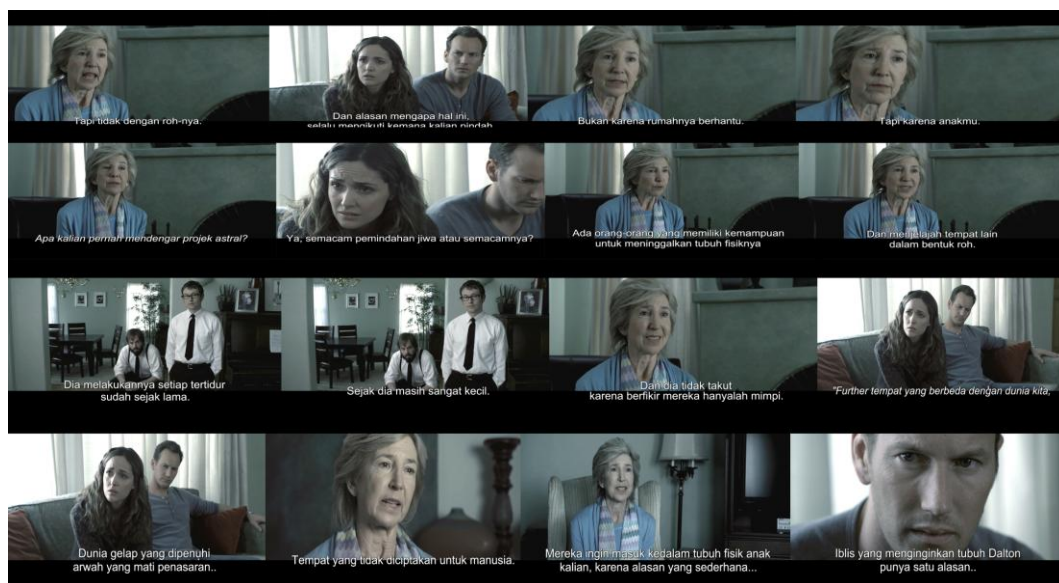 Tapi tidak dengan roh-nya.
Dan alasan mengapa hal ini,
selalu mengikuti kemana kalian pindah
Bukan karena rumahnya berhantu.
Tapi karena anakmu.
Apa kalian pernah mendengar projek astral?
Ya, semacam pemindahan jiwa atau semacamnya?
Ada orang-orang yang memiliki kemampuan
untuk meninggalkan tubuh fisiknya
Dan menjelajah tempat lain
dalam bentuk roh.
Dia melakukannya setiap tertidur
sudah sejak lama.
Sejak dia masih sangat kecil.
Dan dia tidak takut
karena berfikir mereka hanyalah mimpi.
"Further tempat yang berbeda dengan dunia kita,
Dunia gelap yang dipenuhi
arwah yang mati penasaran..
Tempat yang tidak diciptakan untuk manusia.
Mereka ingin masuk kedalam tubuh fisik anak
kalian, karena alasan yang sederhana...
Iblis yang menginginkan tubuh Dalton
punya satu alasan..